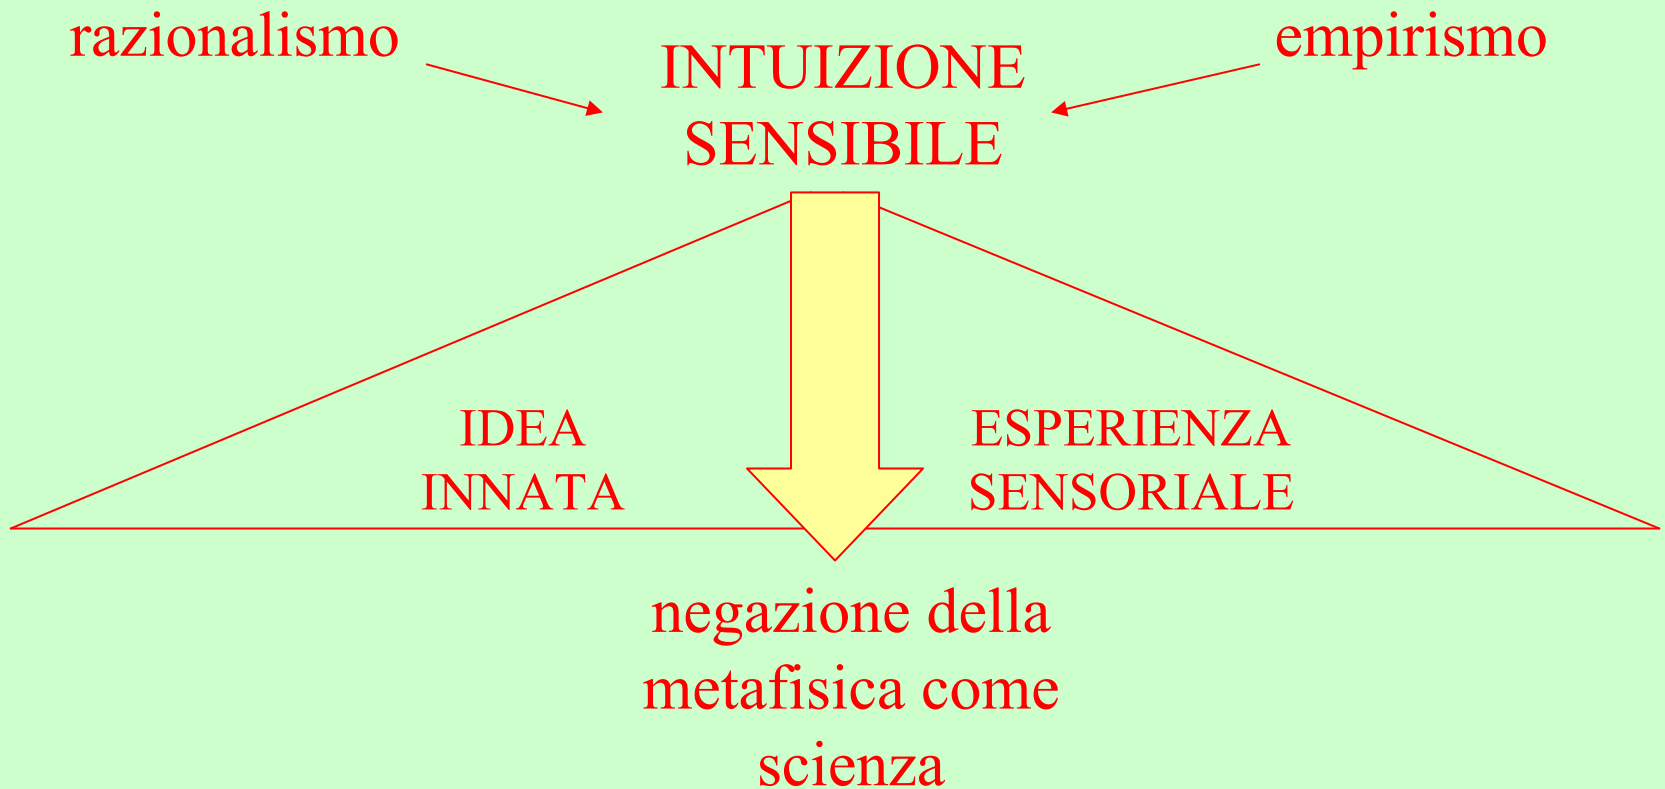 razionalismo
empirismo
INTUIZIONE
SENSIBILE
IDEA
INNATA
ESPERIENZA
SENSORIALE
negazione della
metafisica come
scienza